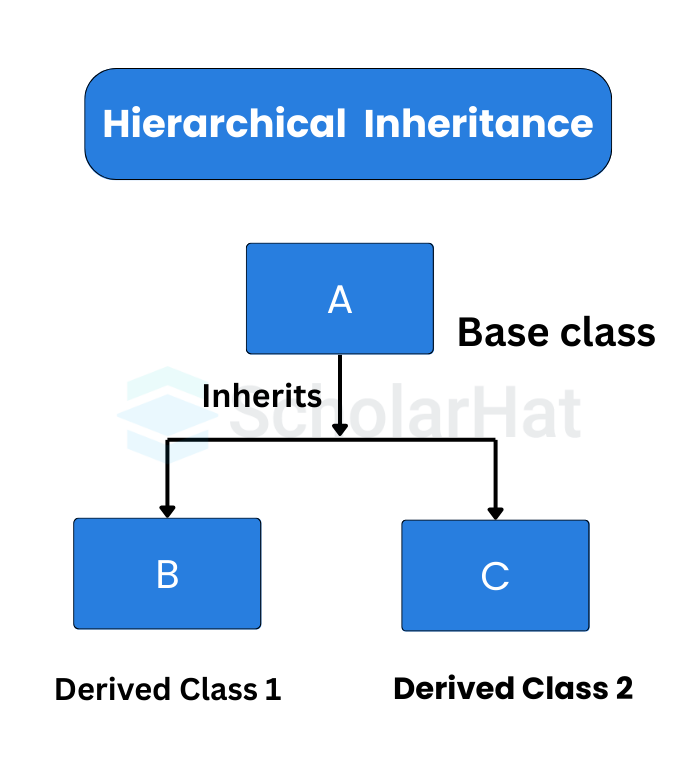 Hierarchical Inheritance
A
Base class
Inherits
ScholarHat
B
C
Derived Class 1
Derived Class 2